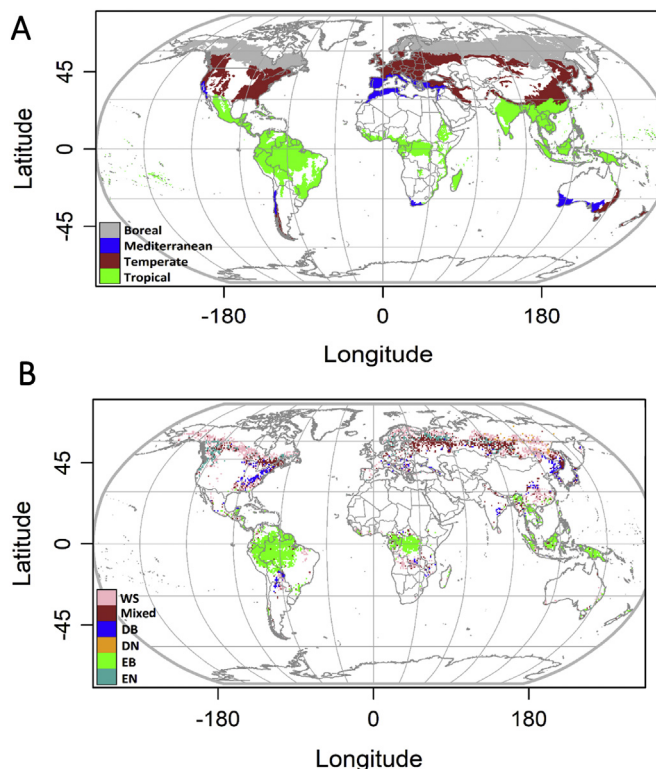 A
Latitude
45
0
-45
Boreal
Mediterranean
Temperate
Tropical
-180 0 180
Longitude
B
Latitude
45
0
-45
WS
Mixed
DB
DN
EB
EN
-180 0 180
Longitude